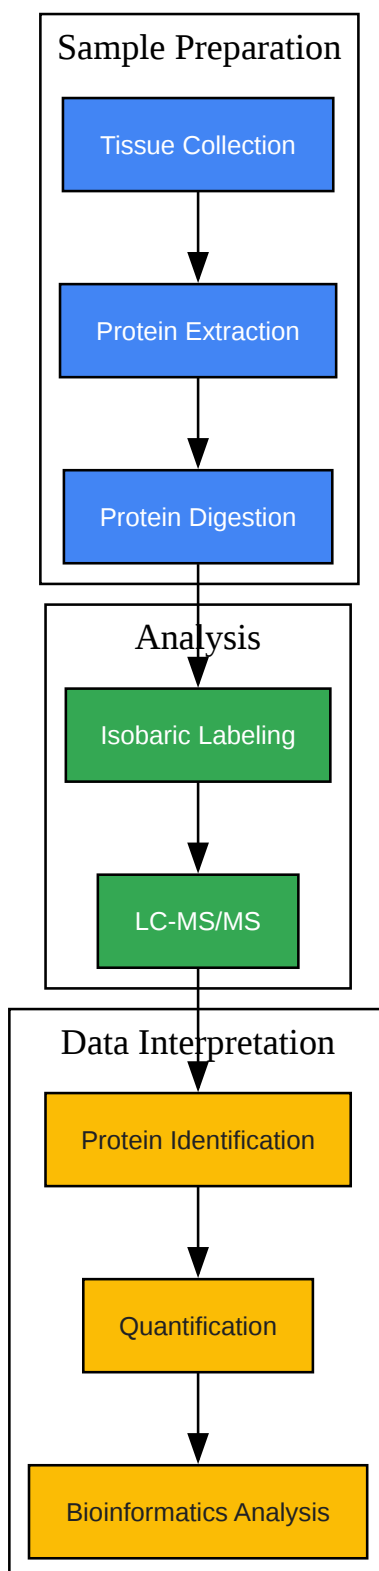 Sample Preparation
Tissue Collection
Protein Extraction
Protein Digestion
Analysis
Isobaric Labeling
LC-MS/MS
Data Interpretation
Protein Identification
Quantification
Bioinformatics Analysis